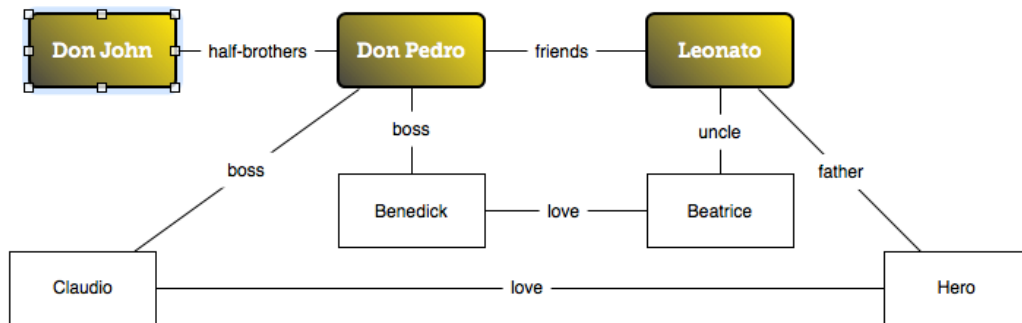 Don John
half-brothers
Don Pedro
friends
Leonato
boss
uncle
boss
father
Benedick
love
Beatrice
Claudio
love
Hero